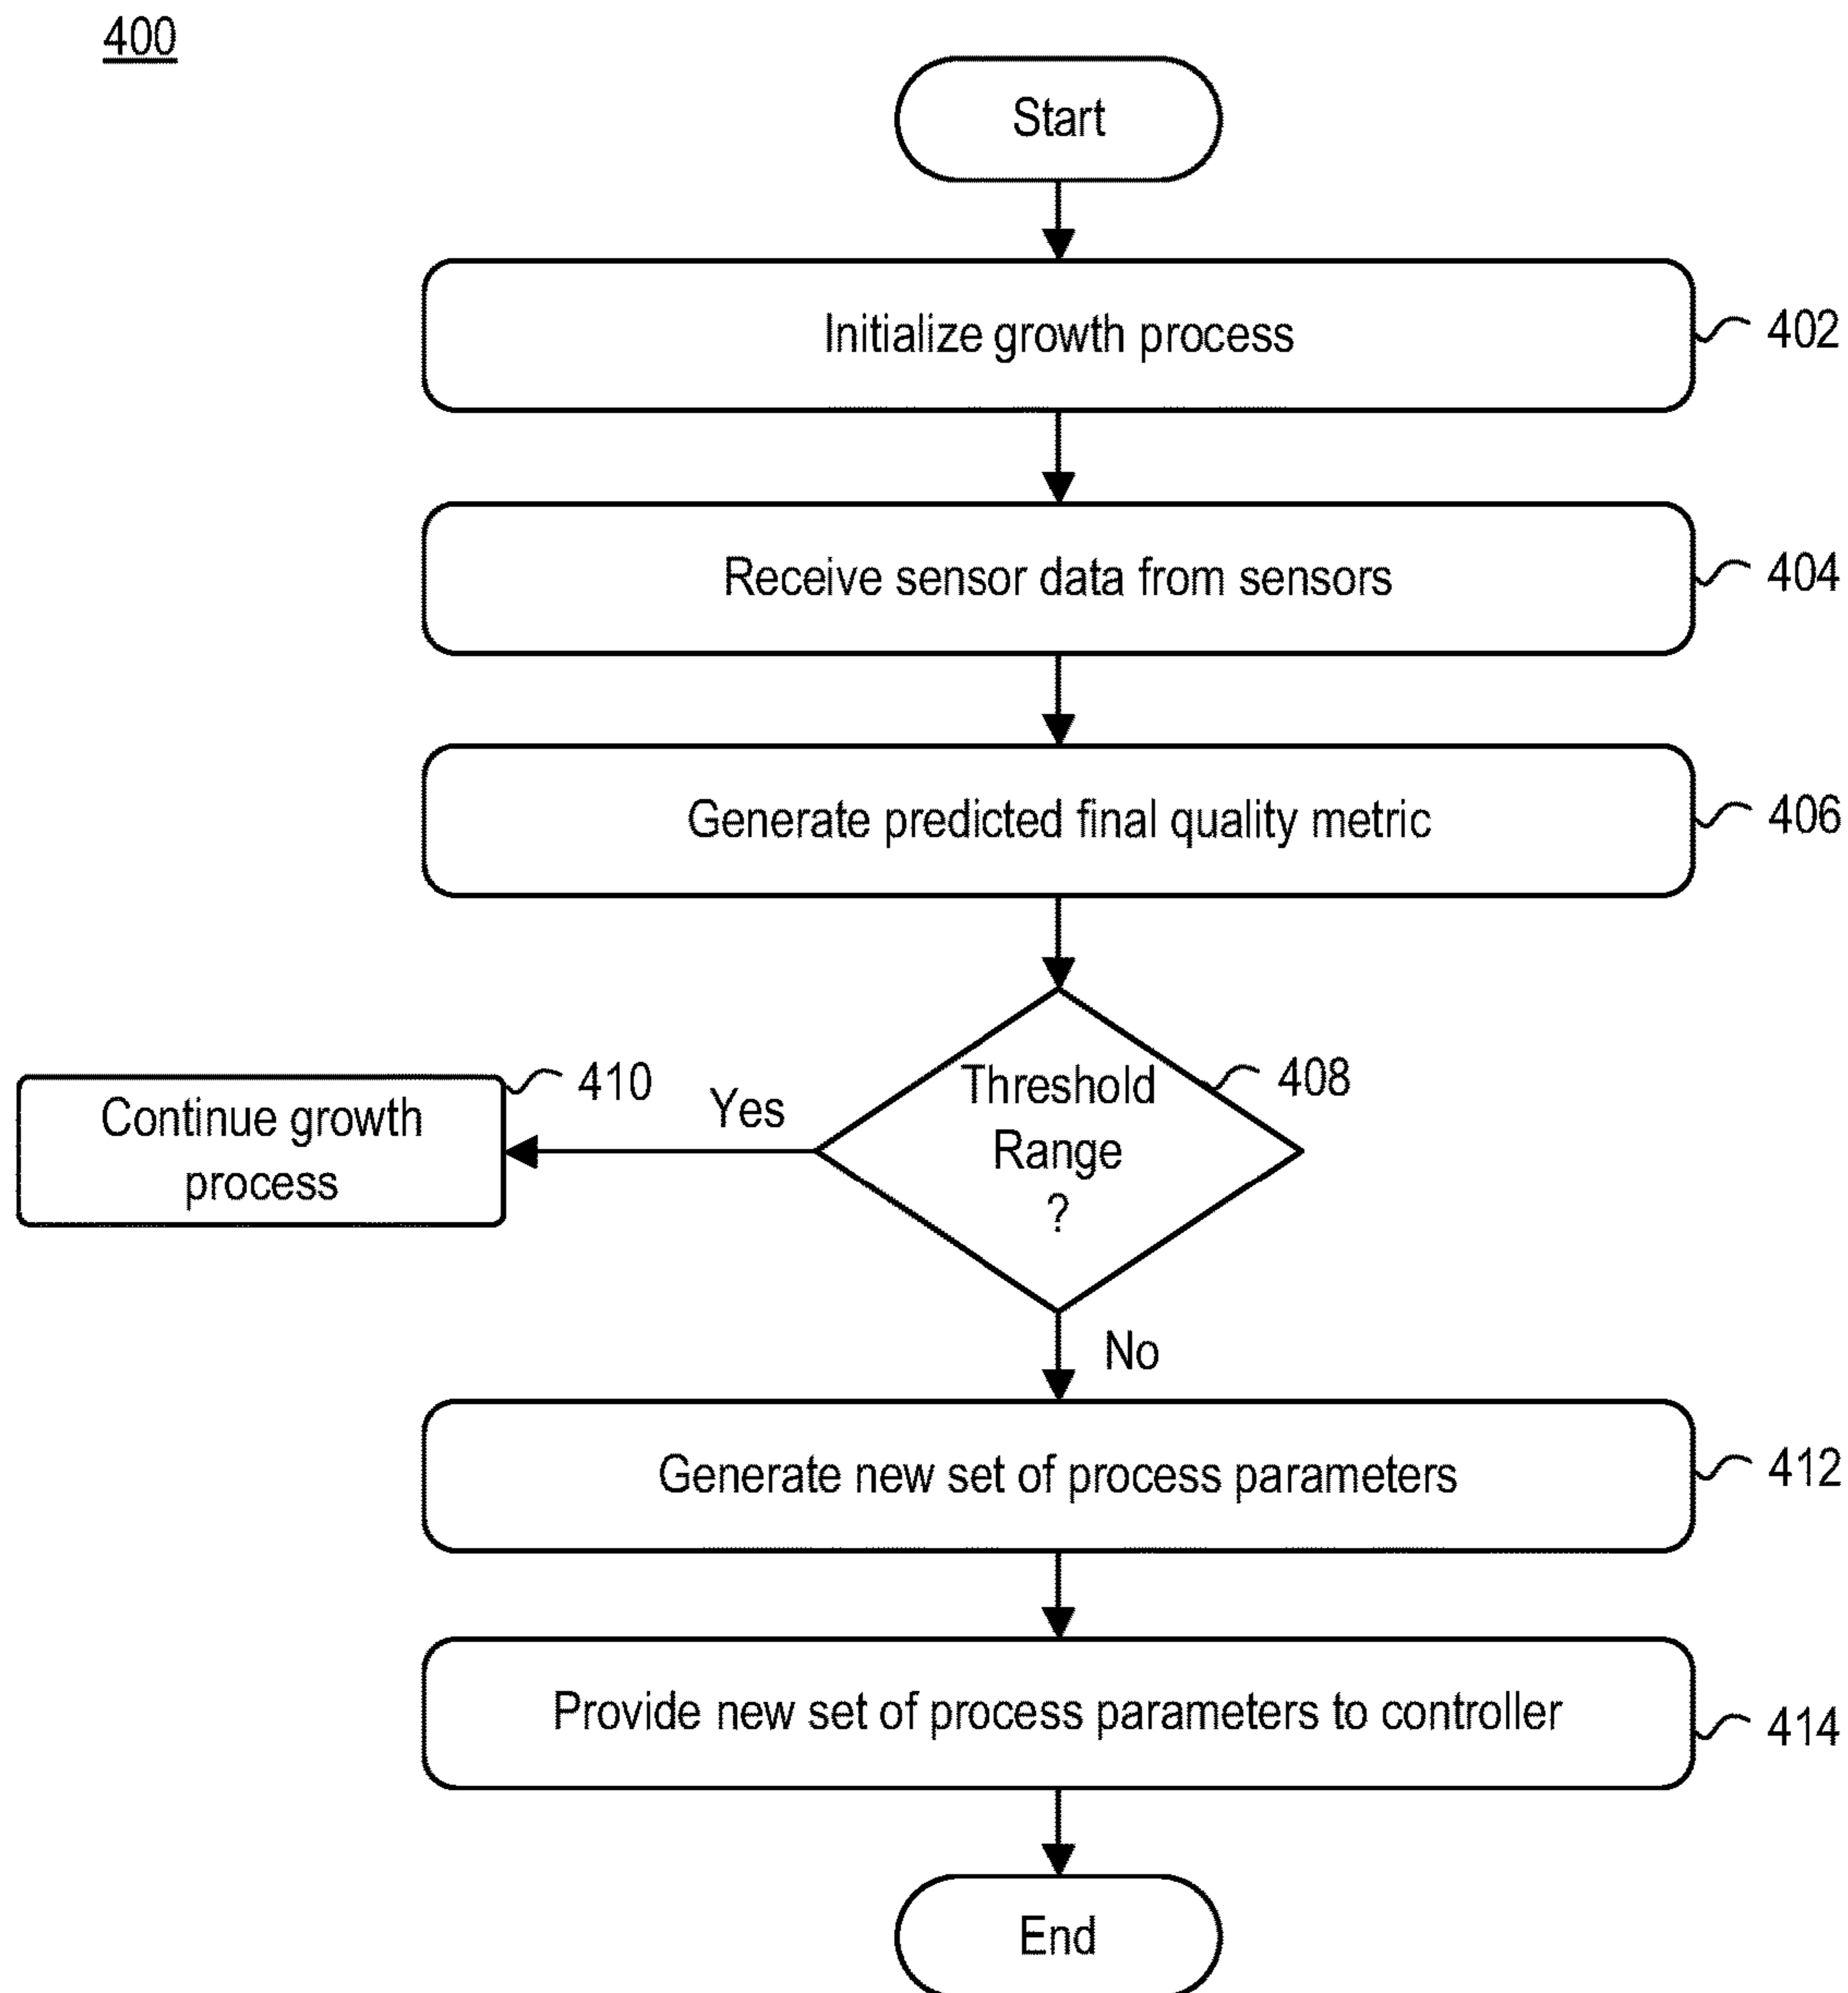 400
Start
Initialize growth process
402
Receive sensor data from sensors
404
Generate predicted final quality metric
406
Threshold
Range
?
408
Yes
410
Continue growth
process
No
Generate new set of process parameters
412
Provide new set of process parameters to controller
414
End